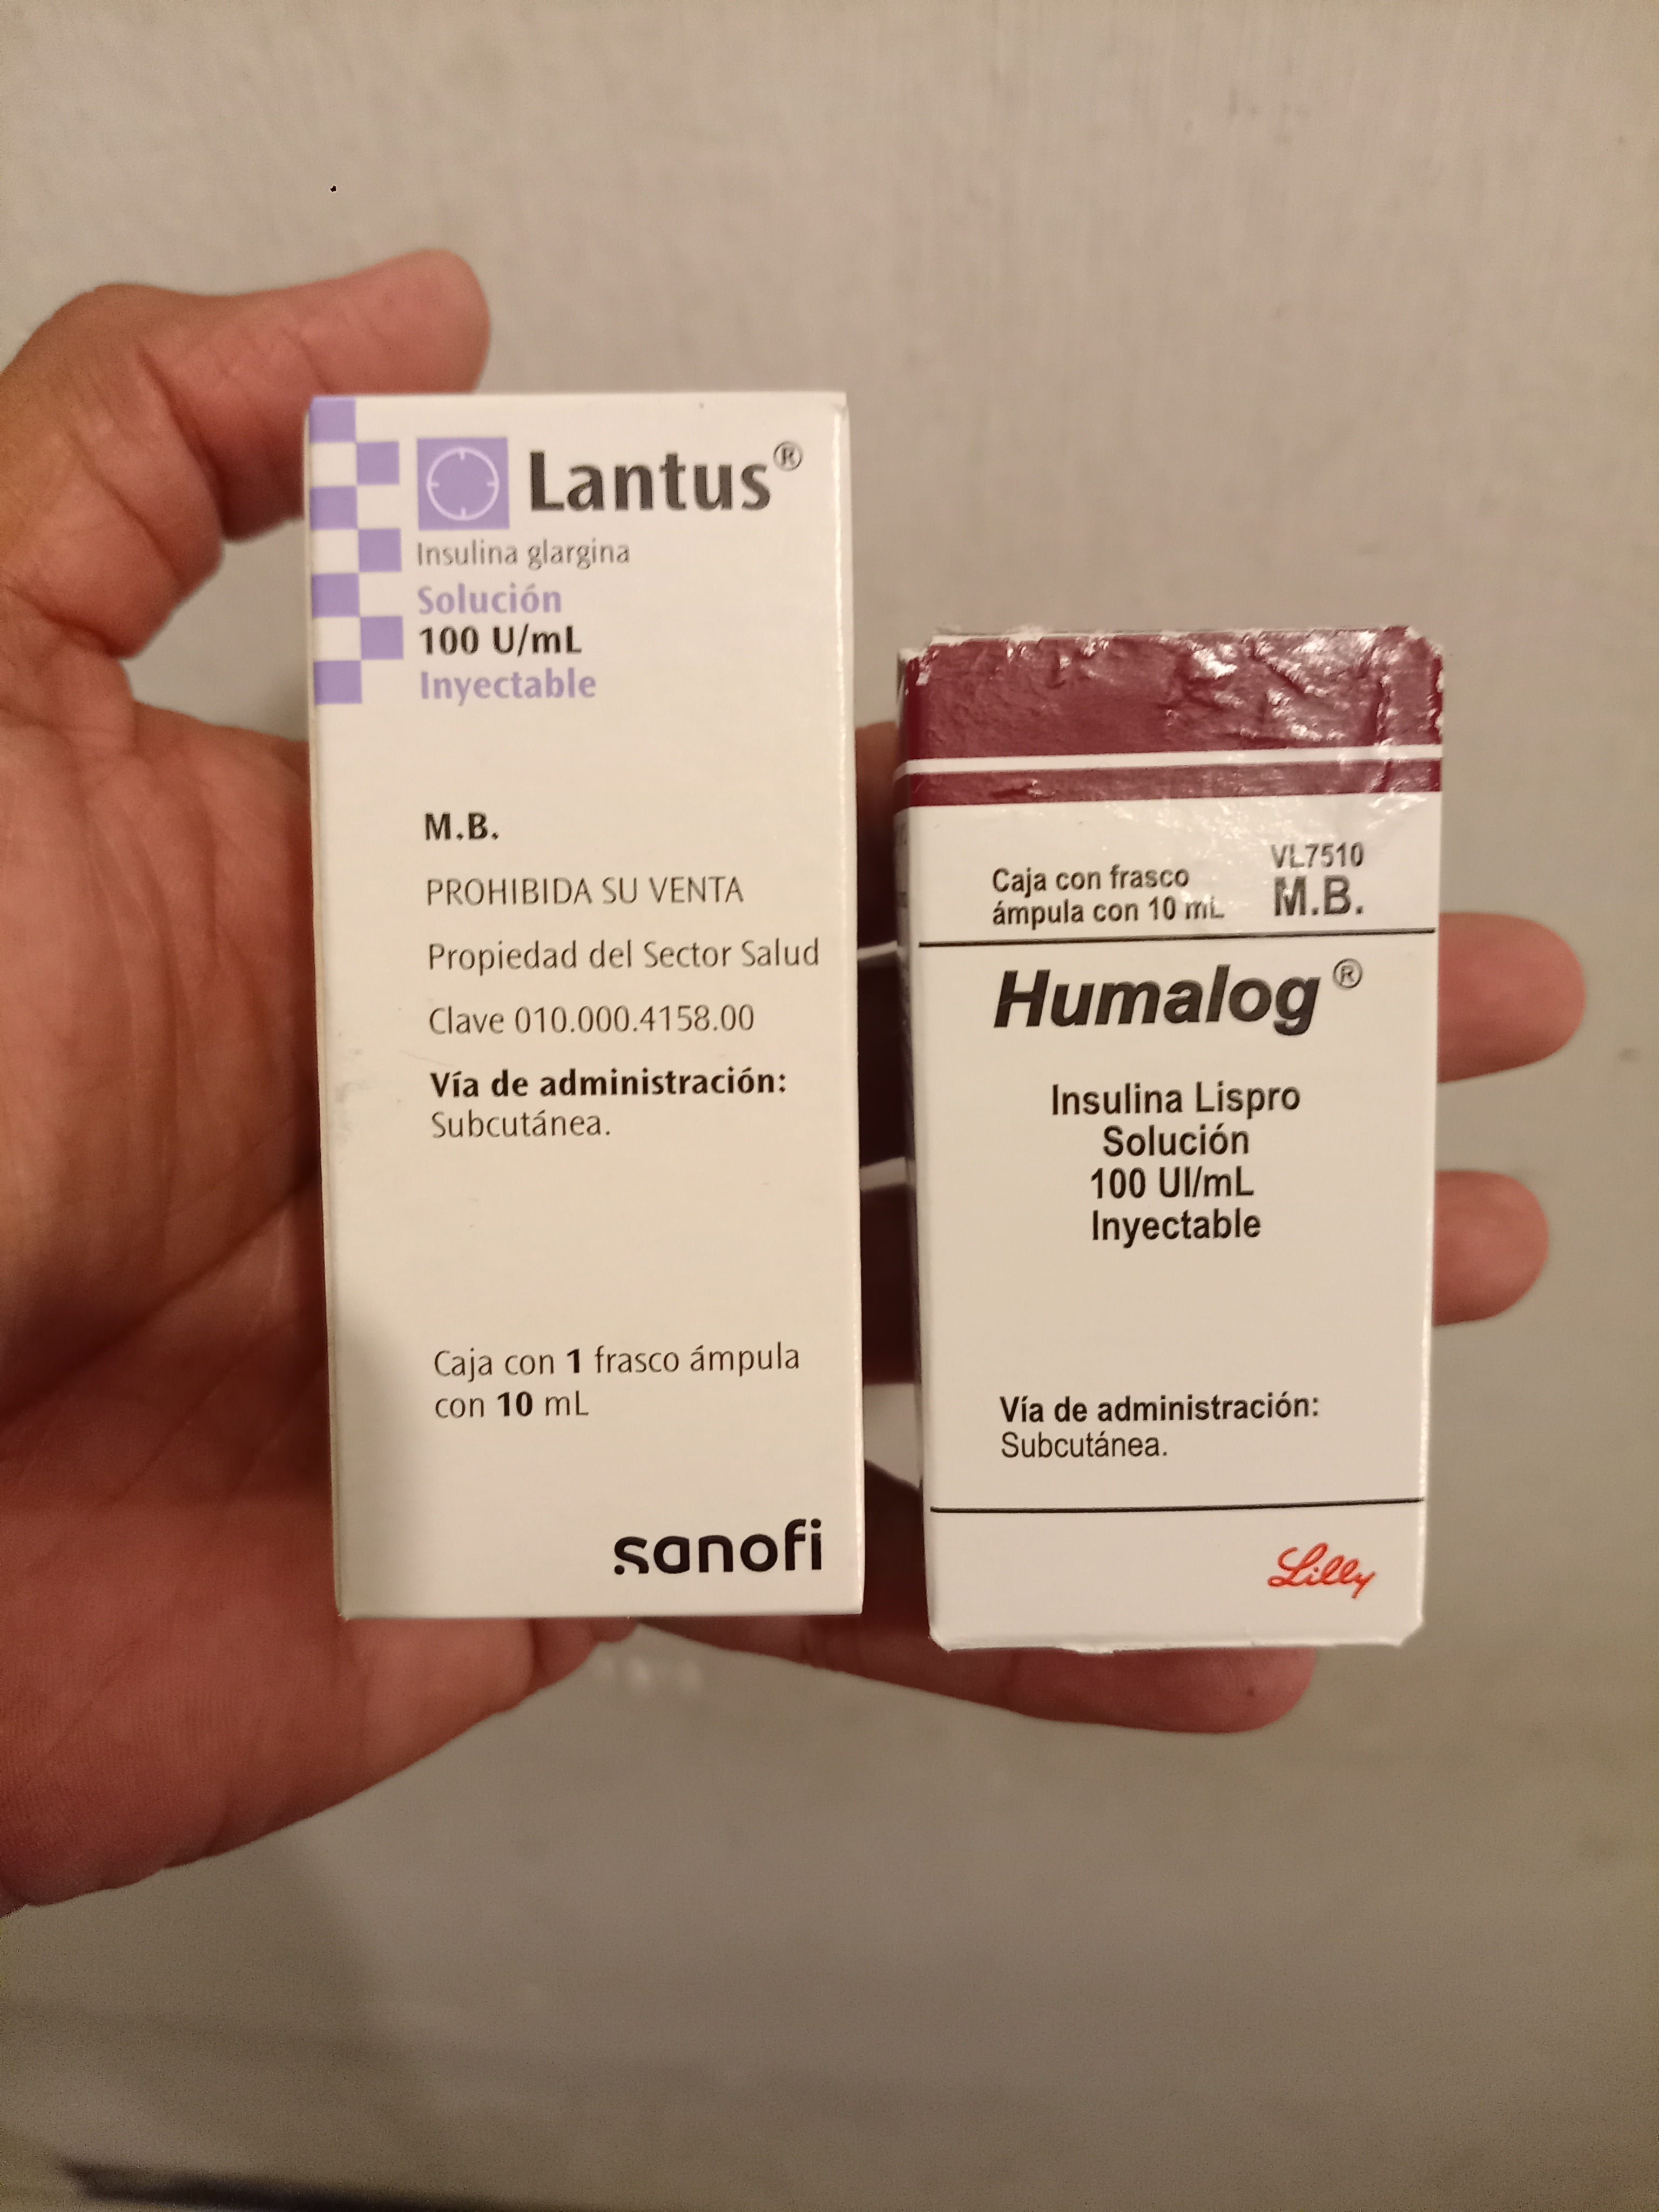 Lantus®
Insulina glargina
Solución
100 U/mL
Inyectable
M.B.
PROHIBIDA SU VENTA
Propiedad del Sector Salud
Clave 010.000.4158.00
Vía de administración:
Subcutánea.
Caja con 1 frasco ámpula
con 10 mL
sanofi
VL7510
Caja con frasco
ámpula con 10 mL
M.B.
Humalog®
Insulina Lispro
Solución
100 UI/mL
Inyectable
Vía de administración:
Subcutánea.
Lilly